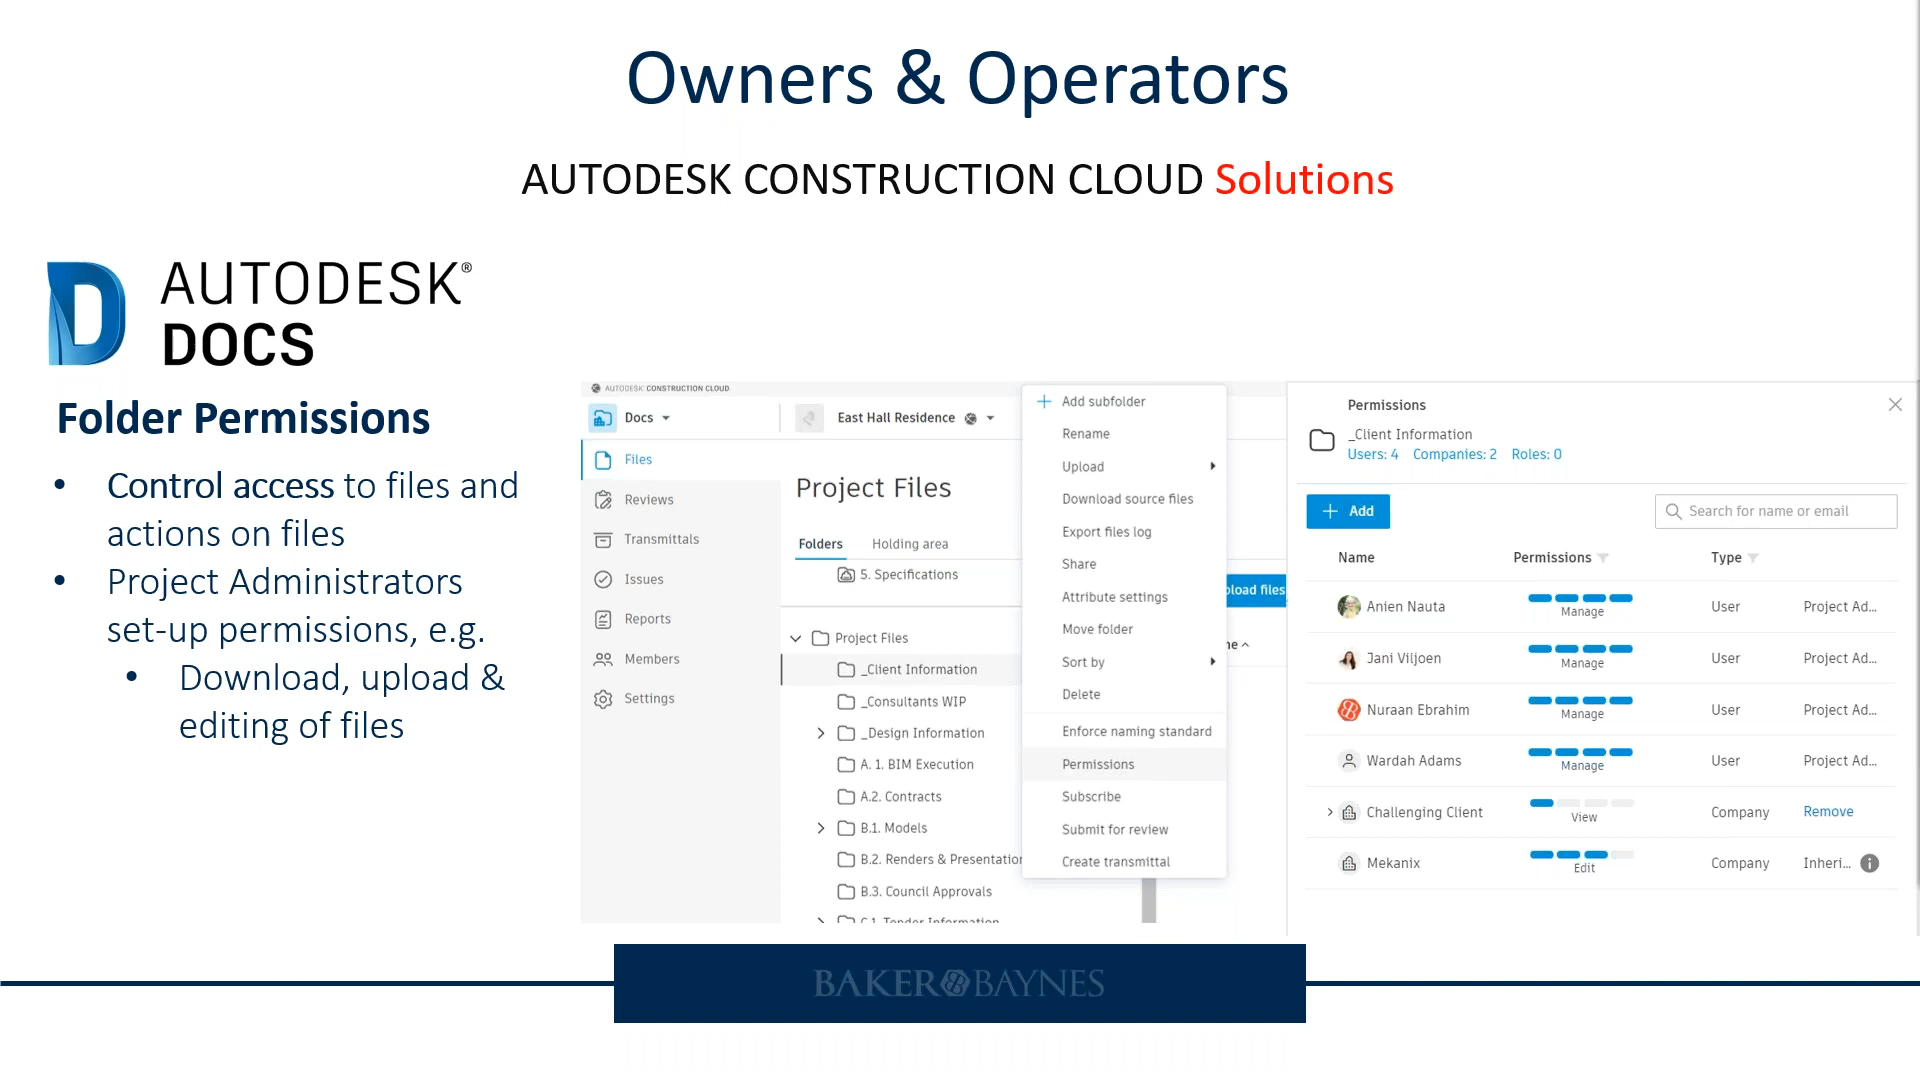 Owners & Operators
AUTODESK CONSTRUCTION CLOUD Solutions
AUTODESK®
DOCS
Folder Permissions
• Control access to files and
actions on files
• Project Administrators
set-up permissions, e.g.
• Download, upload &
editing of files
AUTODESK CONSTRUCTION CLOUD
Docs
East Hall Residence
Files
Reviews
Transmittals
Issues
Reports
Members
Settings
Project Files
Folders Holding area
5. Specifications
Project Files
_Client Information
_Consultants WIP
_Design Information
A. 1. BIM Execution
A.2. Contracts
B.1. Models
B.2. Renders & Presentation
B.3. Council Approvals
C.1. Tender Information
Add subfolder
Rename
Upload
Download source files
Export files log
Share
Attribute settings
Move folder
Sort by
Delete
Enforce naming standard
Permissions
Subscribe
Submit for review
Create transmittal
pload files
Permissions
_Client Information
Users: 4 Companies: 2 Roles: 0
+ Add
Search for name or email
Name Permissions Type
Anien Nauta Manage User Project Ad...
Jani Viljoen Manage User Project Ad...
Nuraan Ebrahim Manage User Project Ad...
Wardah Adams Manage User Project Ad...
Challenging Client View Company Remove
Mekanix Edit Company Inheri...
BAKER BAYNES